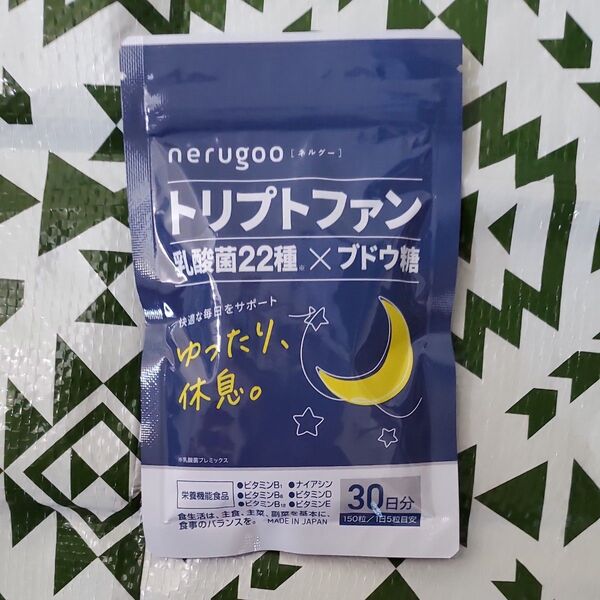 nerugoo [ネルグー]
トリプトファン
乳酸菌22種※×ブドウ糖
快適な毎日をサポート
ゆったり、
休息。
※乳酸菌プレミックス
栄養機能食品
●ビタミンB1 ●ナイアシン
●ビタミンB6 ●ビタミンD
●ビタミンB12 ●ビタミンE
30日分
150粒/1日5粒目安
食生活は、主食、主菜、副菜を基本に、
食事のバランスを。 MADE IN JAPAN